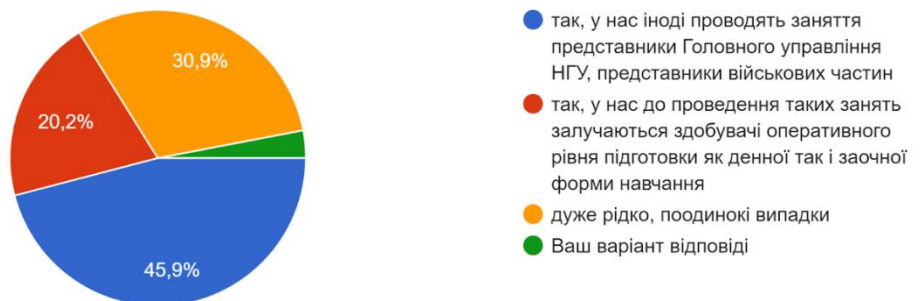 30,9%
20,2%
45,9%
так, у нас іноді проводять заняття
представники Головного управління
НГУ, представники військових частин
так, у нас до проведення таких занять
залучаються здобувачі оперативного
рівня підготовки як денної так і заочної
форми навчання
дуже рідко, поодинокі випадки
Ваш варіант відповіді